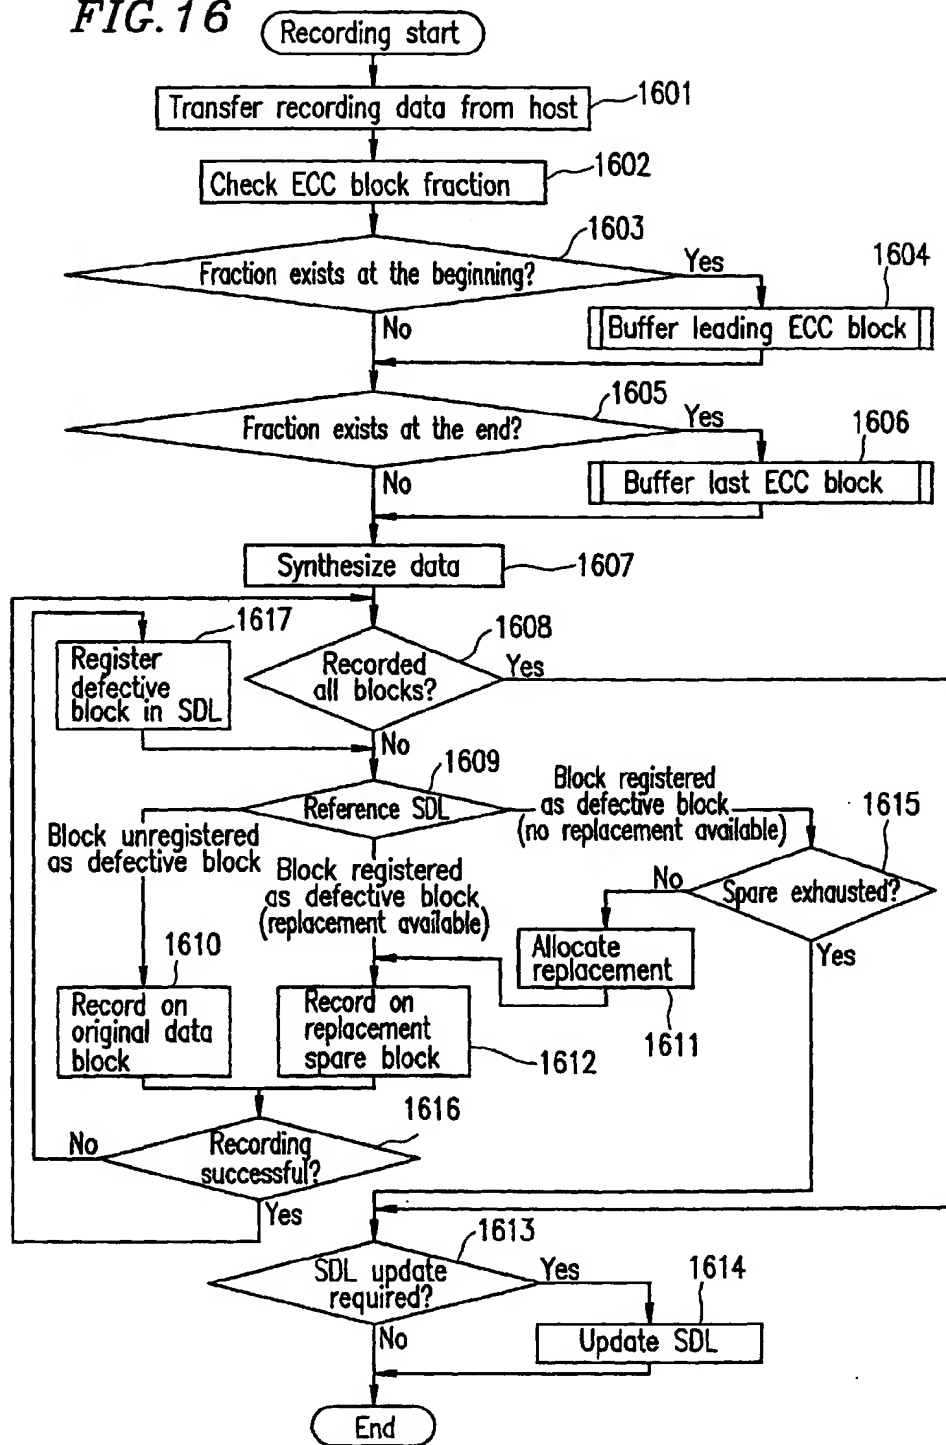 FIG. 16
Recording start
Transfer recording data from host
1601
Check ECC block fraction
1602
1603
Fraction exists at the beginning?
Yes
1604
Buffer leading ECC block
No
1605
Fraction exists at the end?
Yes
1606
Buffer last ECC block
No
Synthesize data
1607
1617
Register
defective
block in SDL
1608
Recorded
all blocks?
Yes
No
1609
Reference SDL
Block registered
as defective block
(no replacement available)
1615
Block unregistered
as defective block
Block registered
as defective block
(replacement available)
No
Spare exhausted?
Yes
1610
Allocate
replacement
1611
Record on
original data
block
Record on
replacement
spare block
1612
1616
No
Recording
successful?
Yes
1613
SDL update
required?
Yes
1614
Update SDL
No
End